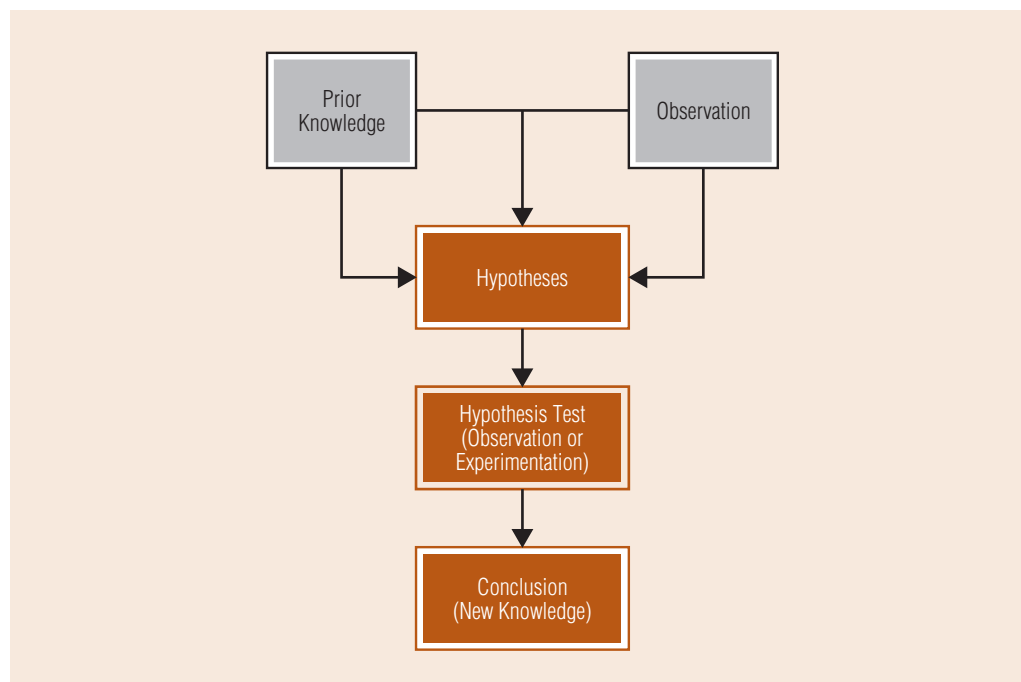 Prior
Knowledge
Observation
Hypotheses
Hypothesis Test
(Observation or
Experimentation)
Conclusion
(New Knowledge)